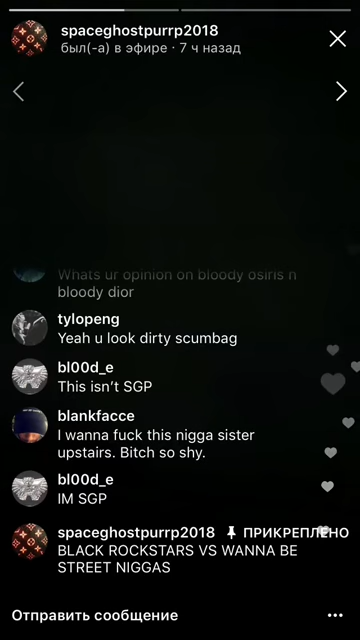 spaceghostpurrp2018
был(-а) в эфире · 7 ч назад
Whats ur opinion on bloody osiris n
bloody dior
tylopeng
Yeah u look dirty scumbag
bl00d_e
This isn’t SGP
blankfacce
I wanna fuck this nigga sister
upstairs. Bitch so shy.
bl00d_e
IM SGP
spaceghostpurrp2018 ПРИКРЕПЛЕНО
BLACK ROCKSTARS VS WANNA BE
STREET NIGGAS
Отправить сообщение